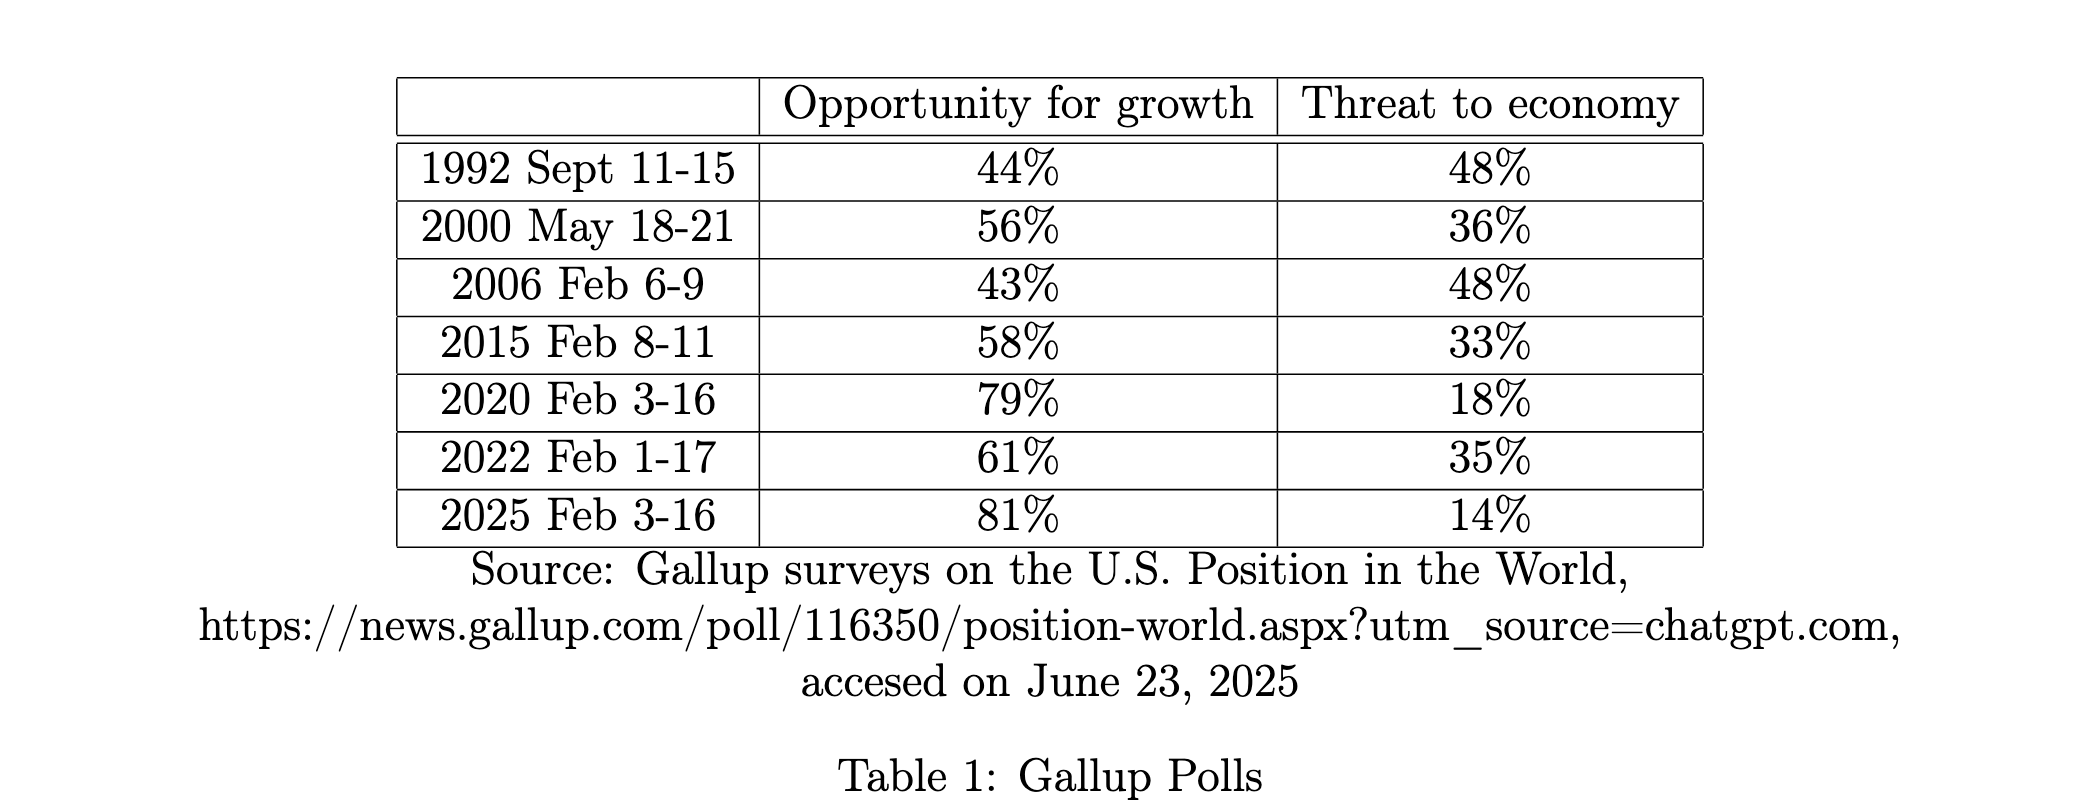 Opportunity for growth Threat to economy
1992 Sept 11-15 44% 48%
2000 May 18-21 56% 36%
2006 Feb 6-9 43% 48%
2015 Feb 8-11 58% 33%
2020 Feb 3-16 79% 18%
2022 Feb 1-17 61% 35%
2025 Feb 3-16 81% 14%
Source: Gallup surveys on the U.S. Position in the World,
https://news.gallup.com/poll/116350/position-world.aspx?utm_source=chatgpt.com,
accesed on June 23, 2025
Table 1: Gallup Polls